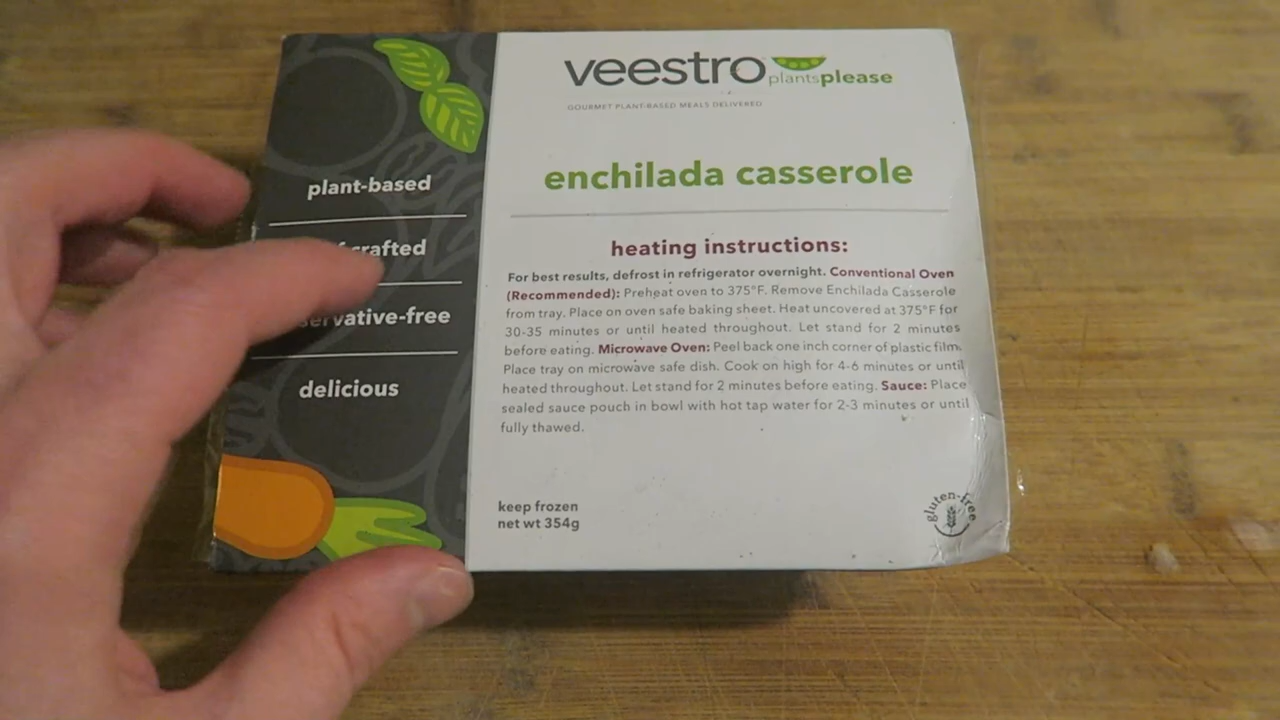 veestro
plantsplease
GOURMET PLANT-BASED MEALS DELIVERED
enchilada casserole
plant-based
delicious
heating instructions:
For best results, defrost in refrigerator overnight. Conventional Oven
(Recommended): Preheat oven to 375°F. Remove Enchilada Casserole
from tray. Place on oven safe baking sheet. Heat uncovered at 375°F for
30-35 minutes or until heated throughout. Let stand for 2 minutes
before eating. Microwave Oven: Peel back one inch corner of plastic film.
Place tray on microwave safe dish. Cook on high for 4-6 minutes or until
heated throughout. Let stand for 2 minutes before eating. Sauce: Place
sealed sauce pouch in bowl with hot tap water for 2-3 minutes or until
fully thawed.
keep frozen
net wt 354g
gluten-free